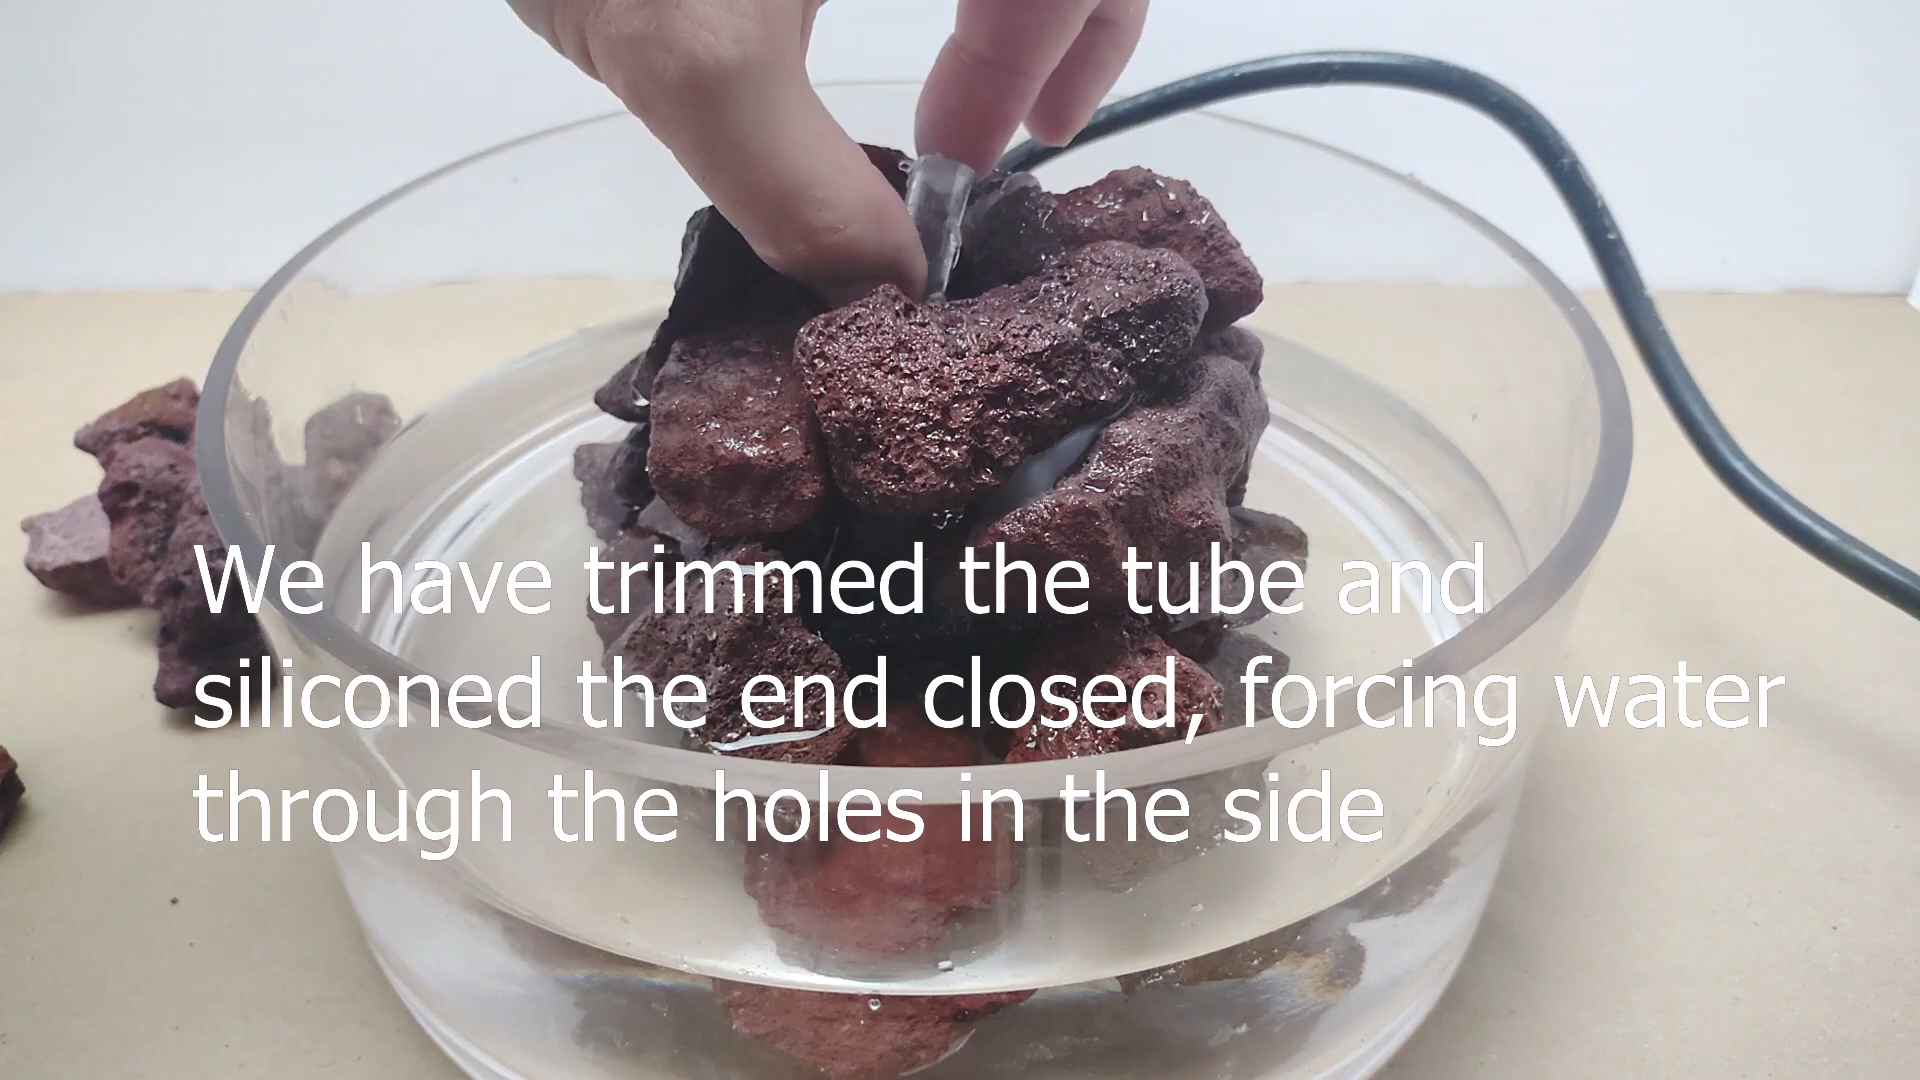 We have trimmed the tube and
siliconed the end closed, forcing water
through the holes in the side